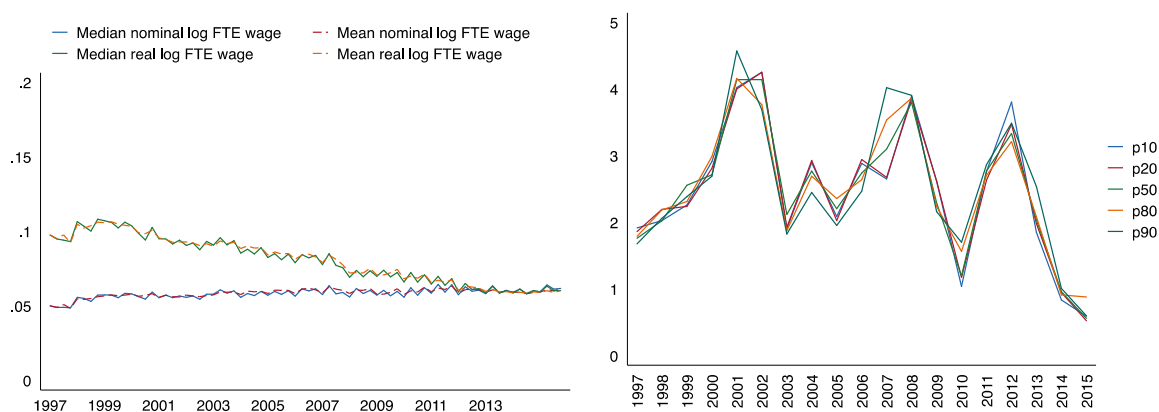 Median nominal log FTE wage
Mean nominal log FTE wage
Median real log FTE wage
Mean real log FTE wage
.2
.15
.1
.05
0
1997 1999 2001 2003 2005 2007 2009 2011 2013
5
4
3
2
1
0
1997 1998 1999 2000 2001 2002 2003 2004 2005 2006 2007 2008 2009 2010 2011 2012 2013 2014 2015
p10
p20
p50
p80
p90